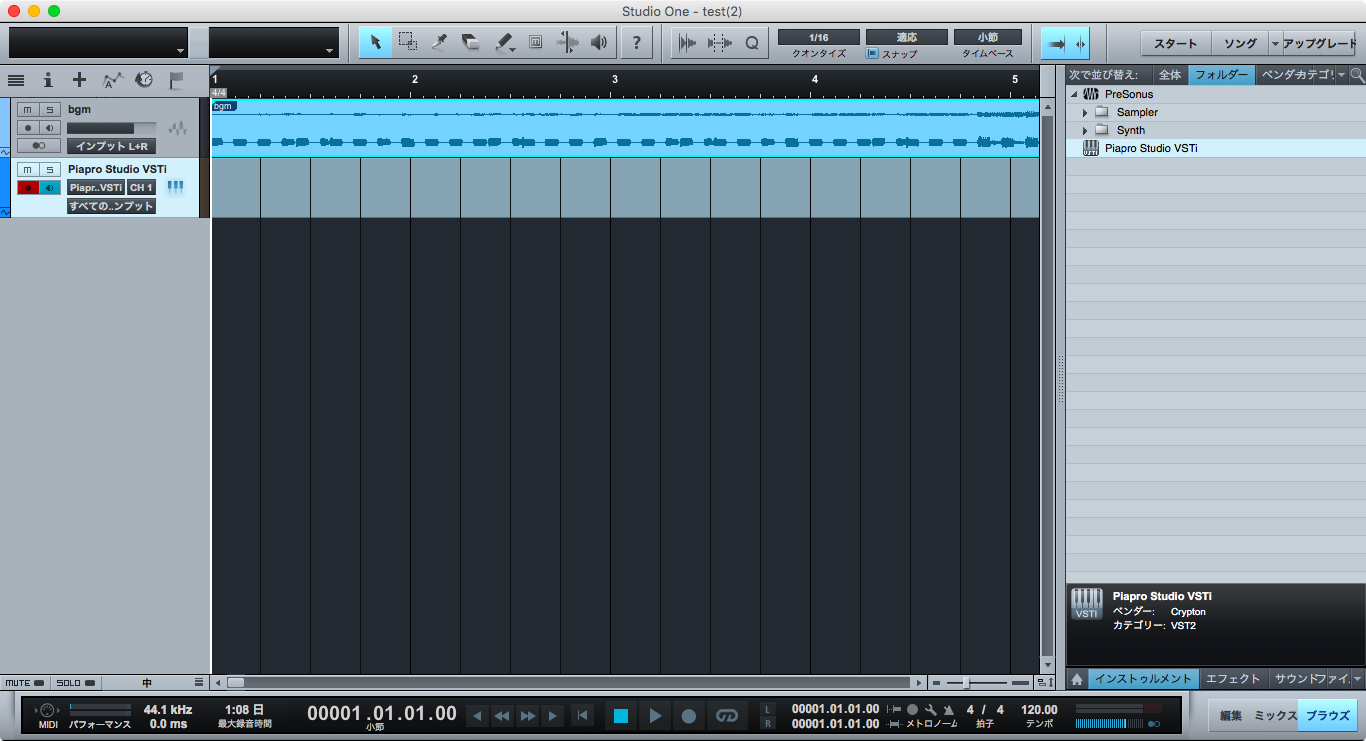 Studio One - test(2)
1/16 適応 小節
スタート ソング アップグレード
? Q クオンタイズ スナップ タイムベース
1 2 3 4 5
4/4
次で並び替え: 全体 フォルダー ベンダー カテゴリ
PreSonus
Sampler
Synth
Piapro Studio VSTi
M S bgm
bgm
インプット L+R
M S Piapro Studio VSTi
Piapr..VSTi CH 1
すべての..ンプット
VSTi
Piapro Studio VSTi
ベンダー: Crypton
カテゴリー: VST2
MUTE SOLO 中
インストゥルメント エフェクト サウンド ファイ.
MIDI パフォーマンス
44.1 kHz
0.0 ms
1:08 日
最大録音時間
00001.01.01.00
小節
L 00001.01.01.00
R 00001.01.01.00
メトロノーム
4 / 4
拍子
120.00
テンポ
編集 ミックス ブラウズ